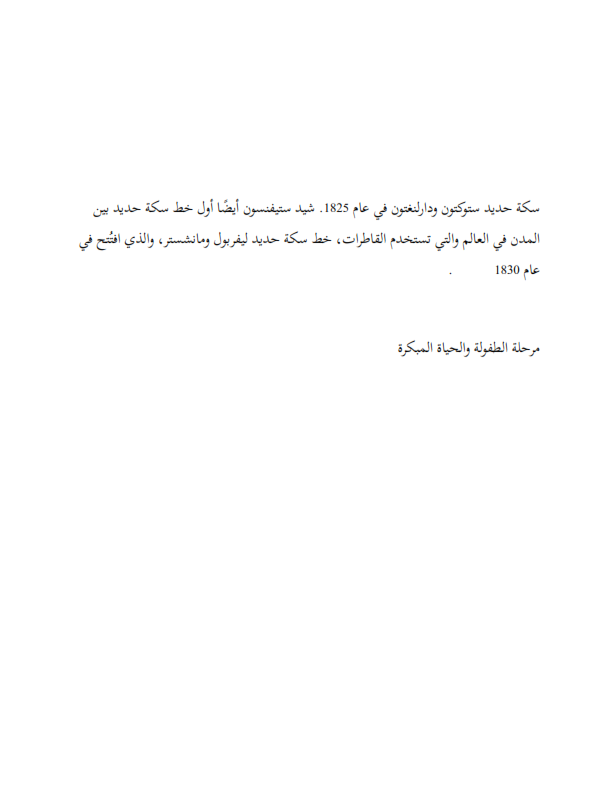 سكة حديد ستوكتون ودارلنغتون في عام 1825. شيد ستيفنسون أيضًا أول خط سكة حديد بين
المدن في العالم والتي تستخدم القاطرات، خط سكة حديد ليفربول ومانشستر، والذي افتُتح في
عام 1830 .
مرحلة الطفولة والحياة المبكرة